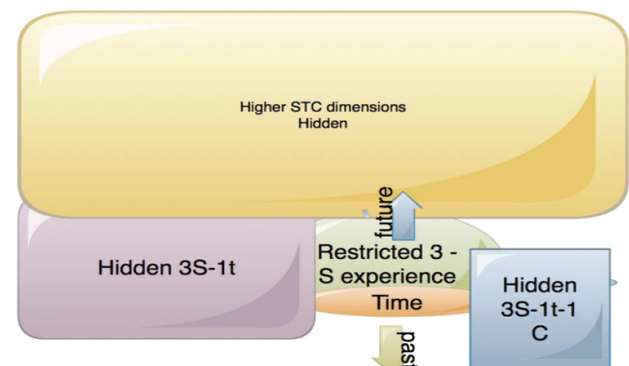 Higher STC dimensions
Hidden
future
Restricted 3 -
S experience
Time
Hidden 3S-1t
Hidden
3S-1t-1
C
past